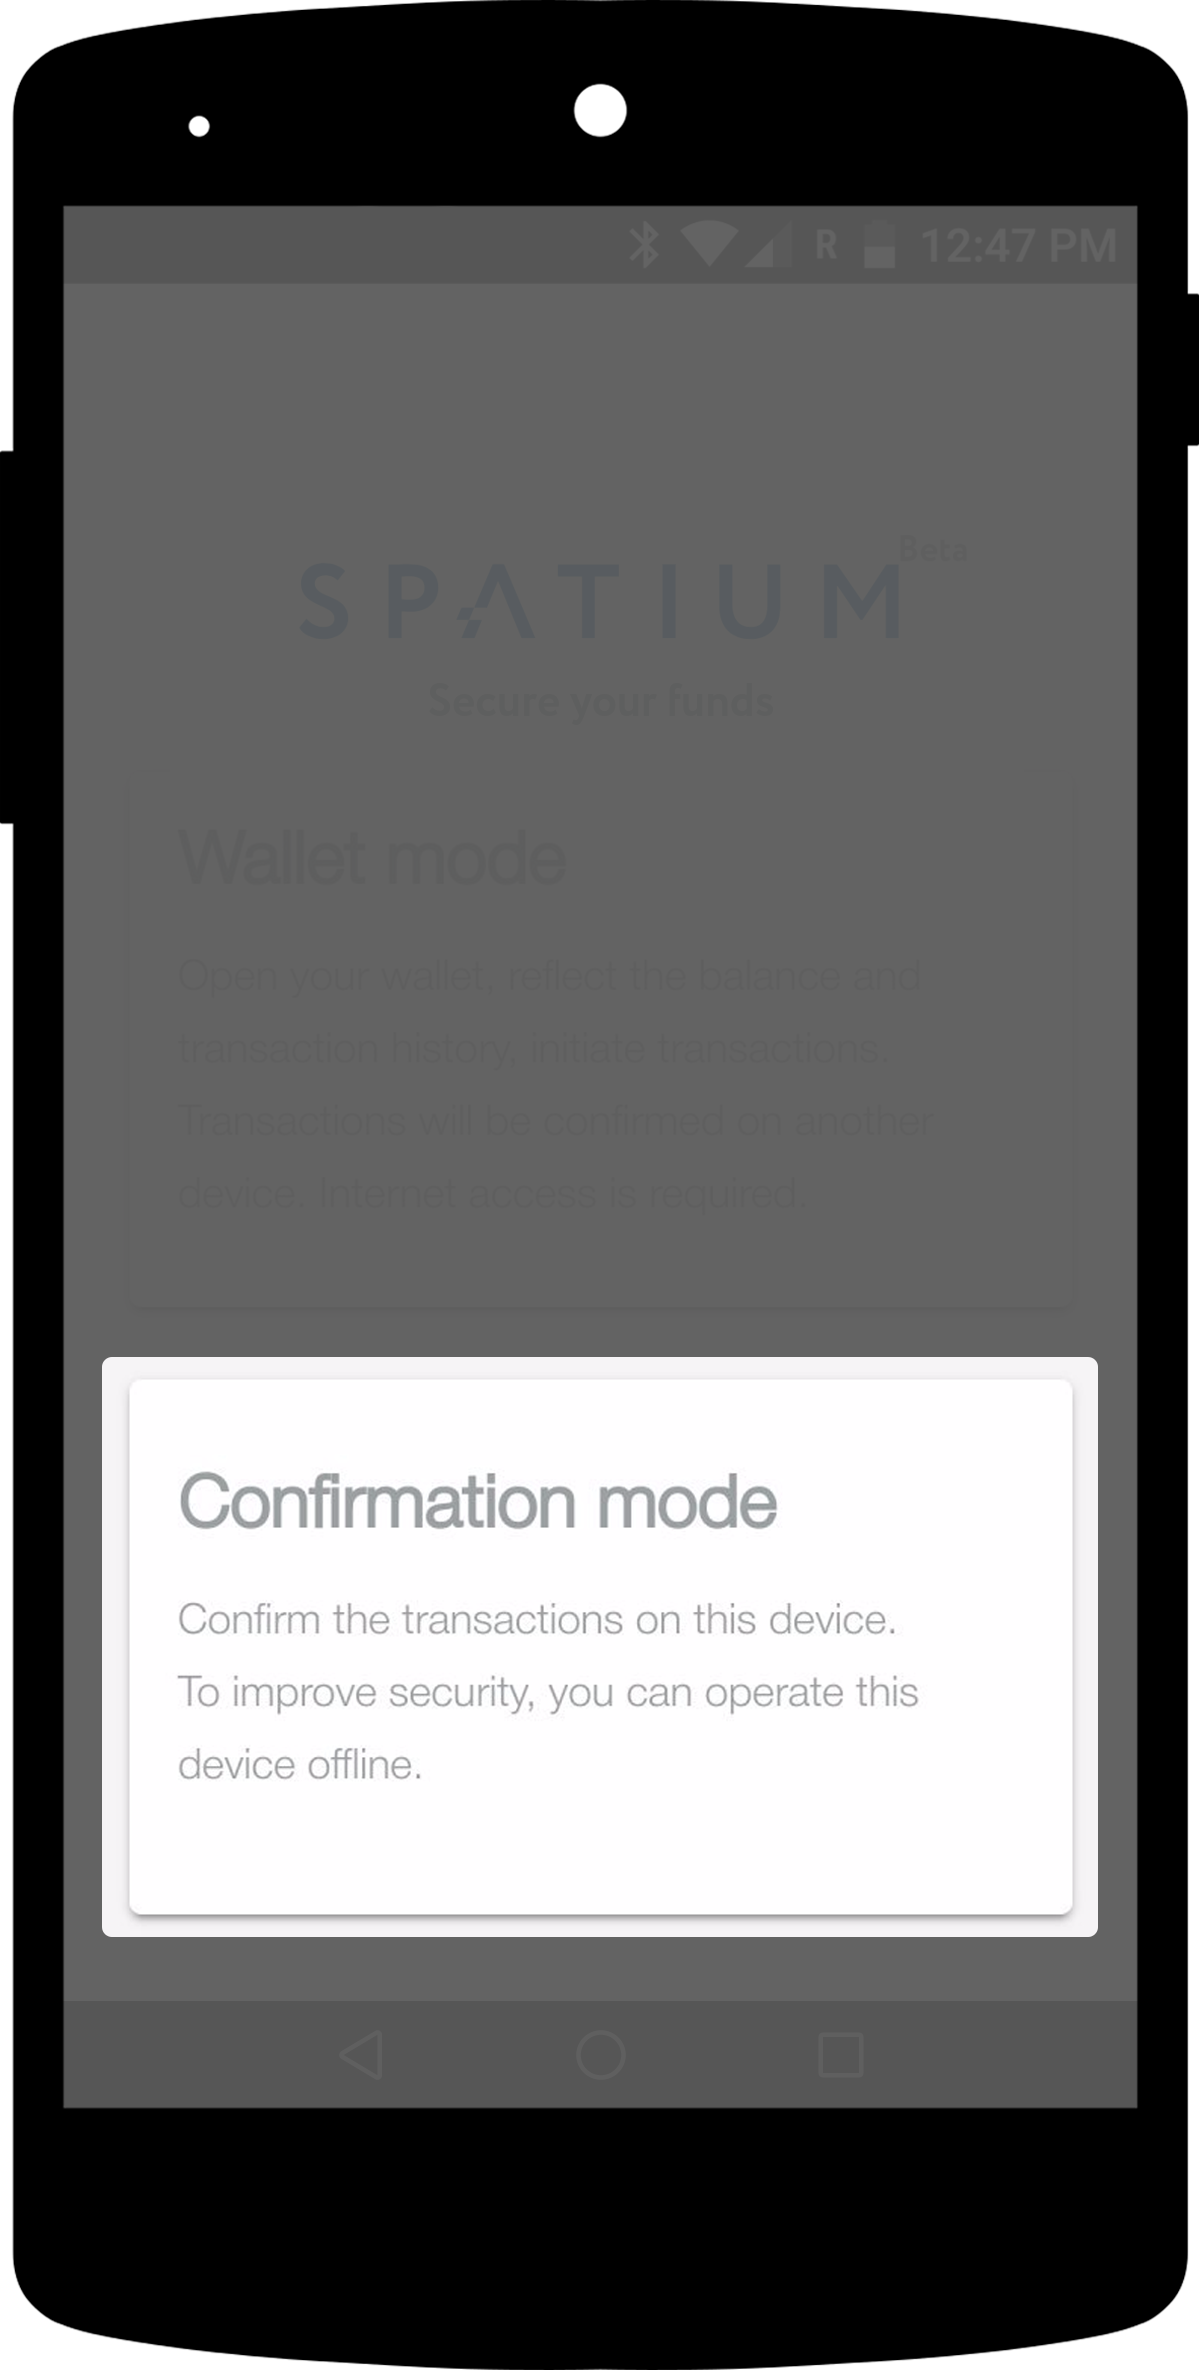 R 12:47 PM
Beta
SPATIUM
Secure your funds
Wallet mode
Open your wallet, reflect the balance and
transaction history, initiate transactions.
Transactions will be confirmed on another
device. Internet access is required.
Confirmation mode
Confirm the transactions on this device.
To improve security, you can operate this
device offline.